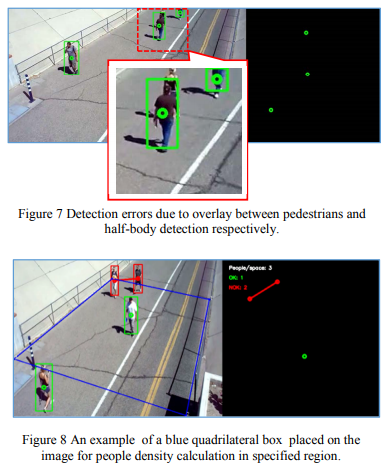 Figure 7 Detection errors due to overlay between pedestrians and
half-body detection respectively.
People/space: 3
OK: 1
NOk: 2
Figure 8 An example of a blue quadrilateral box placed on the
image for people density calculation in specified region.